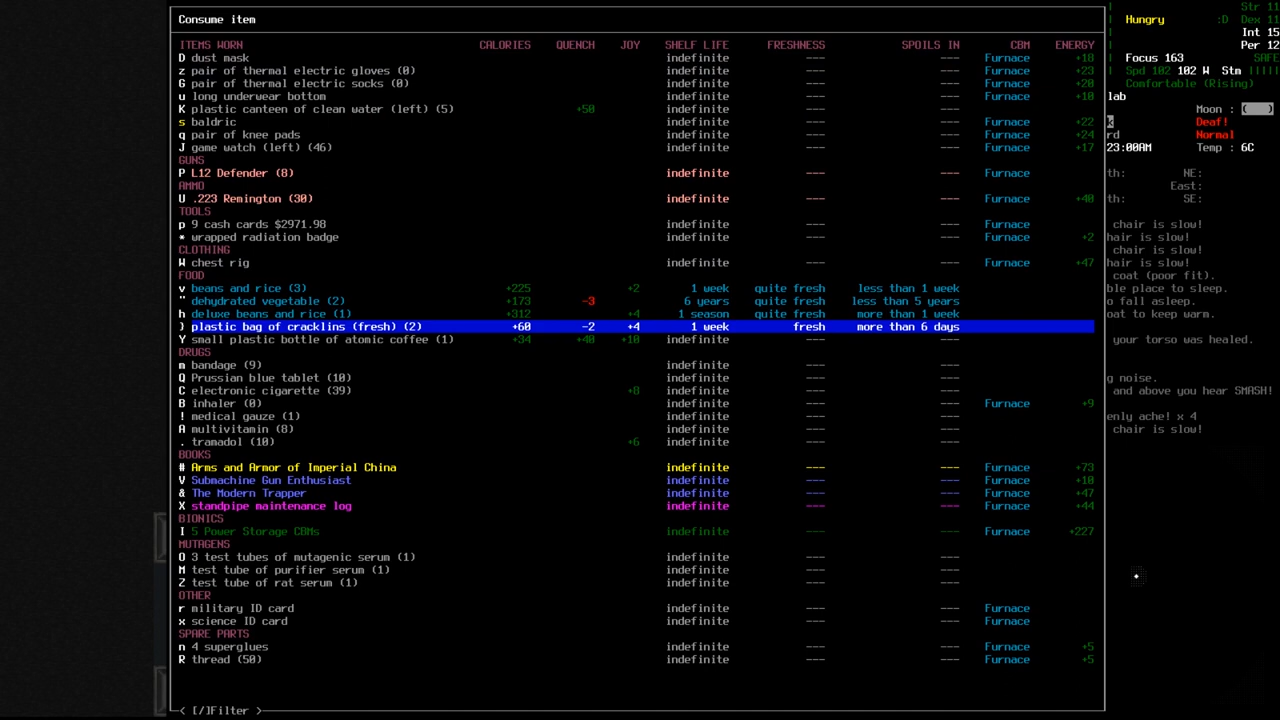 Consume item
ITEMS WORN CALORIES QUENCH JOY SHELF LIFE FRESHNESS SPOILS IN CBM ENERGY
D dust mask indefinite --- --- Furnace +18
z pair of thermal electric gloves (0) indefinite --- --- Furnace +23
G pair of thermal electric socks (0) indefinite --- --- Furnace +20
u long underwear bottom indefinite --- --- Furnace +10
K plastic canteen of clean water (left) (5) +50 indefinite --- ---
s baldric indefinite --- --- Furnace +22
q pair of knee pads indefinite --- --- Furnace +24
J game watch (left) (46) indefinite --- --- Furnace +17
GUNS
P L12 Defender (8) indefinite --- --- Furnace
AMMO
U .223 Remington (30) indefinite --- --- Furnace +40
TOOLS
p 9 cash cards $2971.98 indefinite --- --- Furnace
* wrapped radiation badge indefinite --- --- Furnace +2
CLOTHING
W chest rig indefinite --- --- Furnace +47
FOOD
v beans and rice (3) +225 +2 1 week quite fresh less than 1 week
" dehydrated vegetable (2) +173 -3 6 years quite fresh less than 5 years
h deluxe beans and rice (1) +312 +4 1 season quite fresh more than 1 week
) plastic bag of cracklins (fresh) (2) +60 -2 +4 1 week fresh more than 6 days
Y small plastic bottle of atomic coffee (1) +34 +40 +10 indefinite --- ---
DRUGS
m bandage (9) indefinite --- ---
Q Prussian blue tablet (10) indefinite --- ---
C electronic cigarette (39) +8 indefinite --- ---
B inhaler (0) indefinite --- --- Furnace +9
! medical gauze (1) indefinite --- ---
A multivitamin (8) indefinite --- ---
. tramadol (10) +6 indefinite --- ---
BOOKS
# Arms and Armor of Imperial China indefinite --- --- Furnace +73
V Submachine Gun Enthusiast indefinite --- --- Furnace +10
& The Modern Trapper indefinite --- --- Furnace +47
X standpipe maintenance log indefinite --- --- Furnace +44
BIONICS
I 5 Power Storage CBMs indefinite --- --- Furnace +227
MUTAGENS
O 3 test tubes of mutagenic serum (1) indefinite --- ---
M test tube of purifier serum (1) indefinite --- ---
Z test tube of rat serum (1) indefinite --- ---
OTHER
r military ID card indefinite --- --- Furnace
x science ID card indefinite --- --- Furnace
SPARE PARTS
n 4 superglues indefinite --- --- Furnace +5
R thread (50) indefinite --- --- Furnace +5
< [/]Filter >
Str 11
Hungry :D Dex 11
Int 15
Per 12
Focus 163 SAFE
Spd 102 102 W Stm |||||
Comfortable (Rising)
lab
Moon : ( )
Deaf!
rd Normal
23:00AM Temp : 6C
th: NE:
East:
th: SE:
chair is slow!
hair is slow!
chair is slow!
hair is slow!
coat (poor fit).
ble place to sleep.
o fall asleep.
oat to keep warm.
your torso was healed.
g noise.
and above you hear SMASH!
enly ache! x 4
chair is slow!